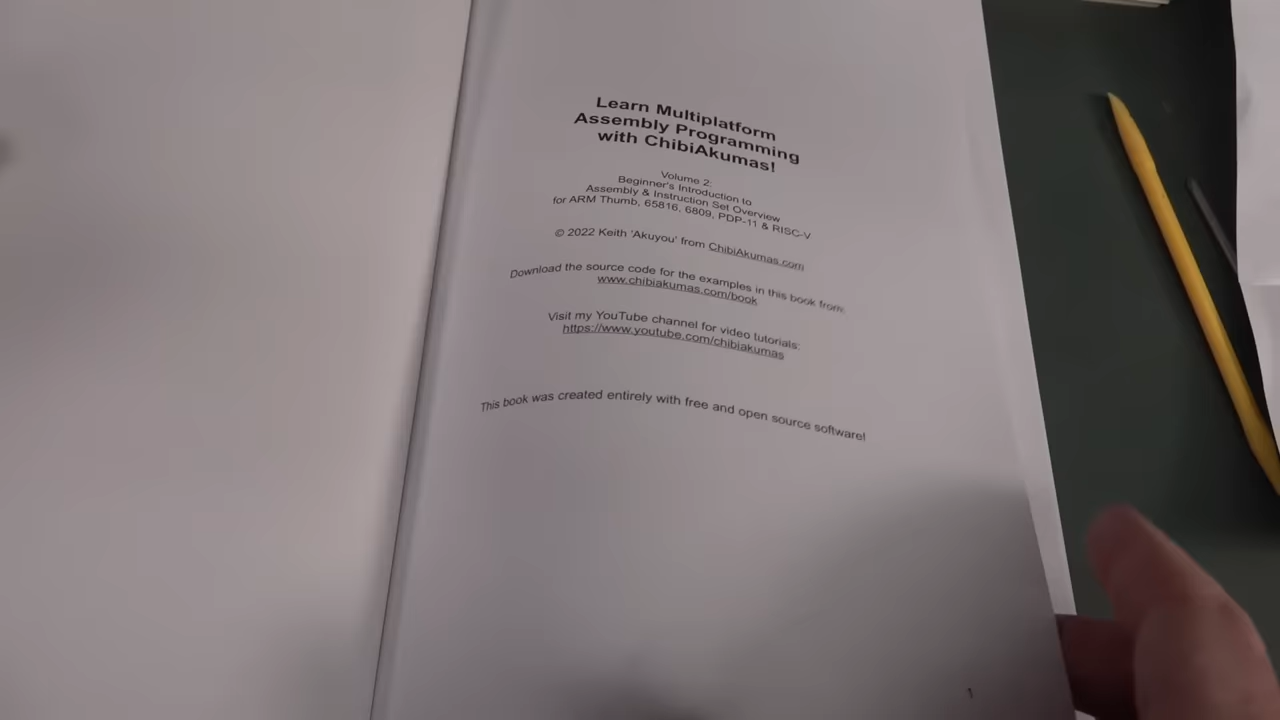 Learn Multiplatform
Assembly Programming
with ChibiAkumas!
Volume 2:
Beginner's Introduction to
Assembly & Instruction Set Overview
for ARM Thumb, 65816, 6809, PDP-11 & RISC-V
© 2022 Keith 'Akuyou' from ChibiAkumas.com
Download the source code for the examples in this book from:
www.chibiakumas.com/book
Visit my YouTube channel for video tutorials:
https://www.youtube.com/chibiakumas
This book was created entirely with free and open source software!
1